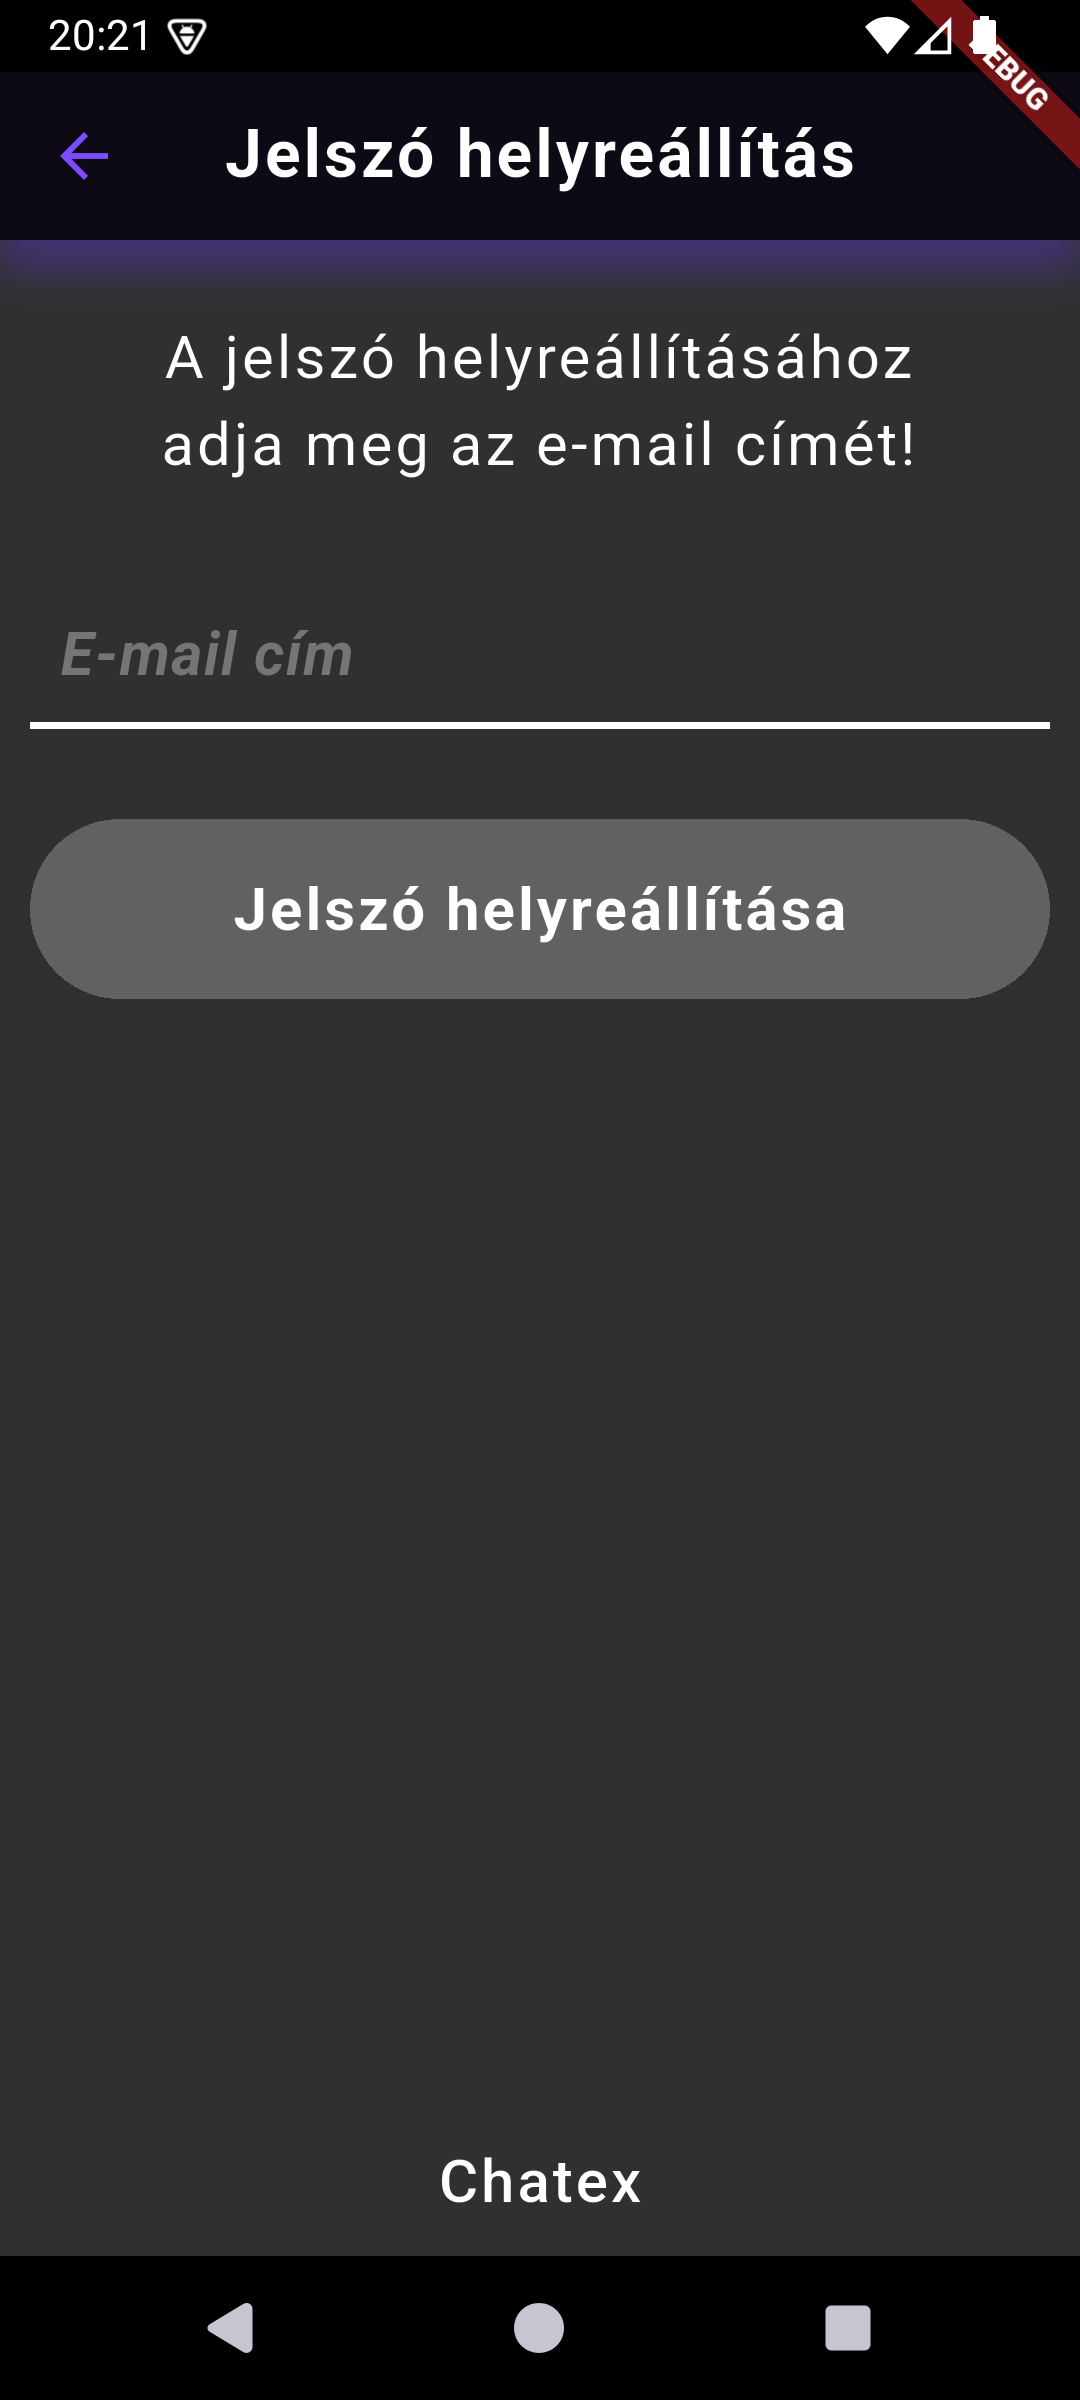 20:21
EBUG
Jelszó helyreállítás
A jelszó helyreállításához
adja meg az e-mail címét!
E-mail cím
Jelszó helyreállítása
Chatex